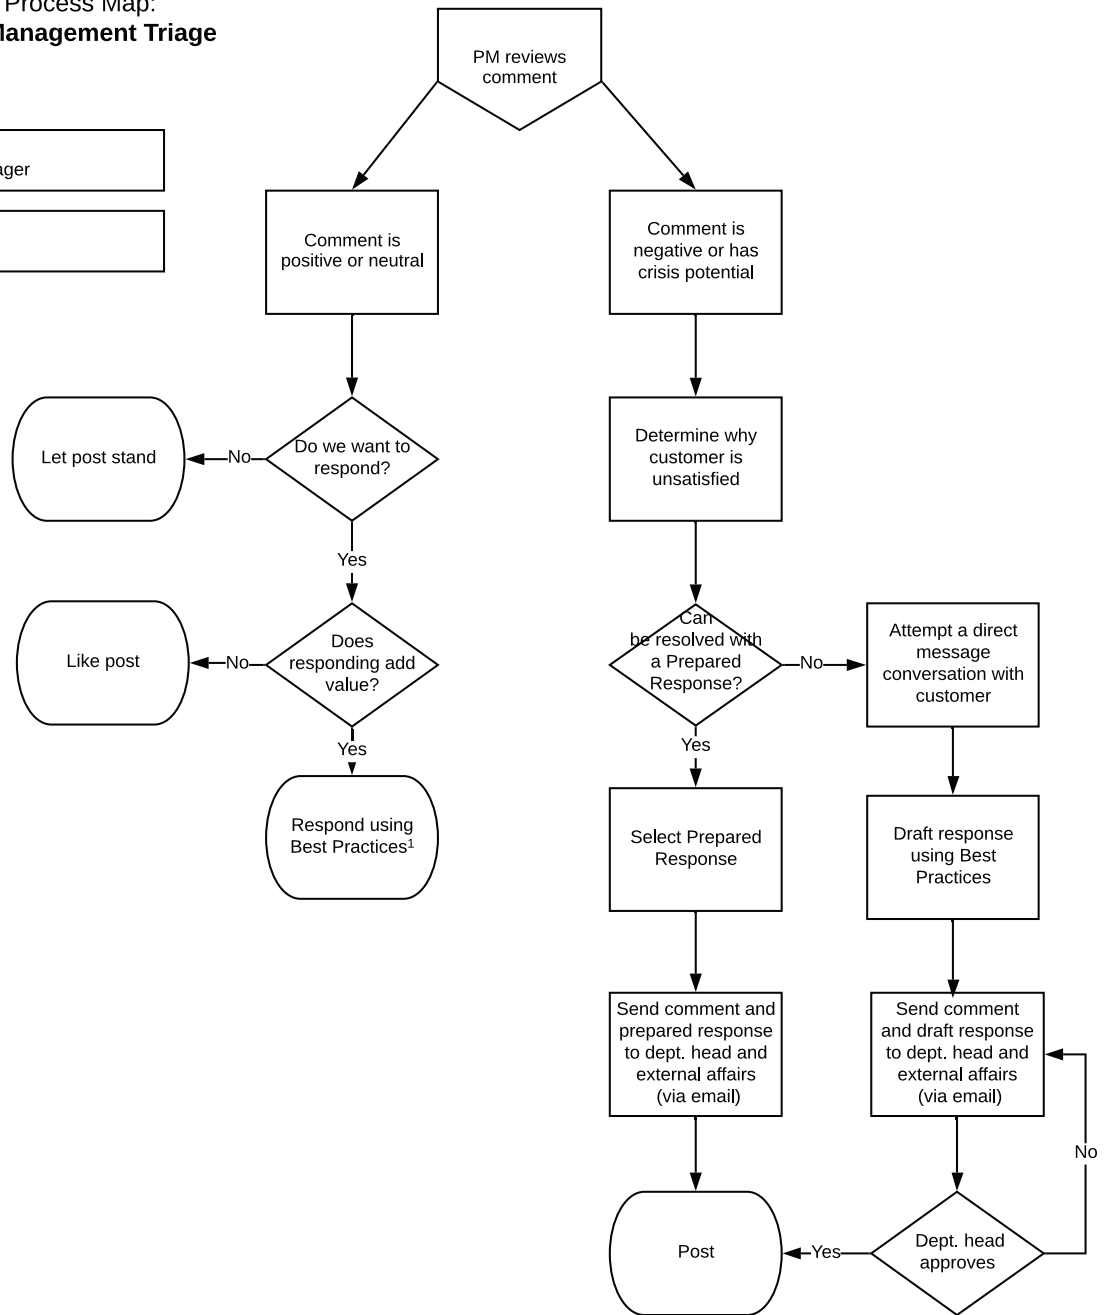 Process Map:
Management Triage
ager
PM reviews
comment
Comment is
positive or neutral
Comment is
negative or has
crisis potential
Let post stand
No
Do we want to
respond?
Determine why
customer is
unsatisfied
Yes
Like post
No
Does
responding add
value?
Can
be resolved with
a Prepared
Response?
No
Attempt a direct
message
conversation with
customer
Yes
Yes
Respond using
Best Practices¹
Select Prepared
Response
Draft response
using Best
Practices
Send comment and
prepared response
to dept. head and
external affairs
(via email)
Send comment
and draft response
to dept. head and
external affairs
(via email)
No
Post
Yes
Dept. head
approves